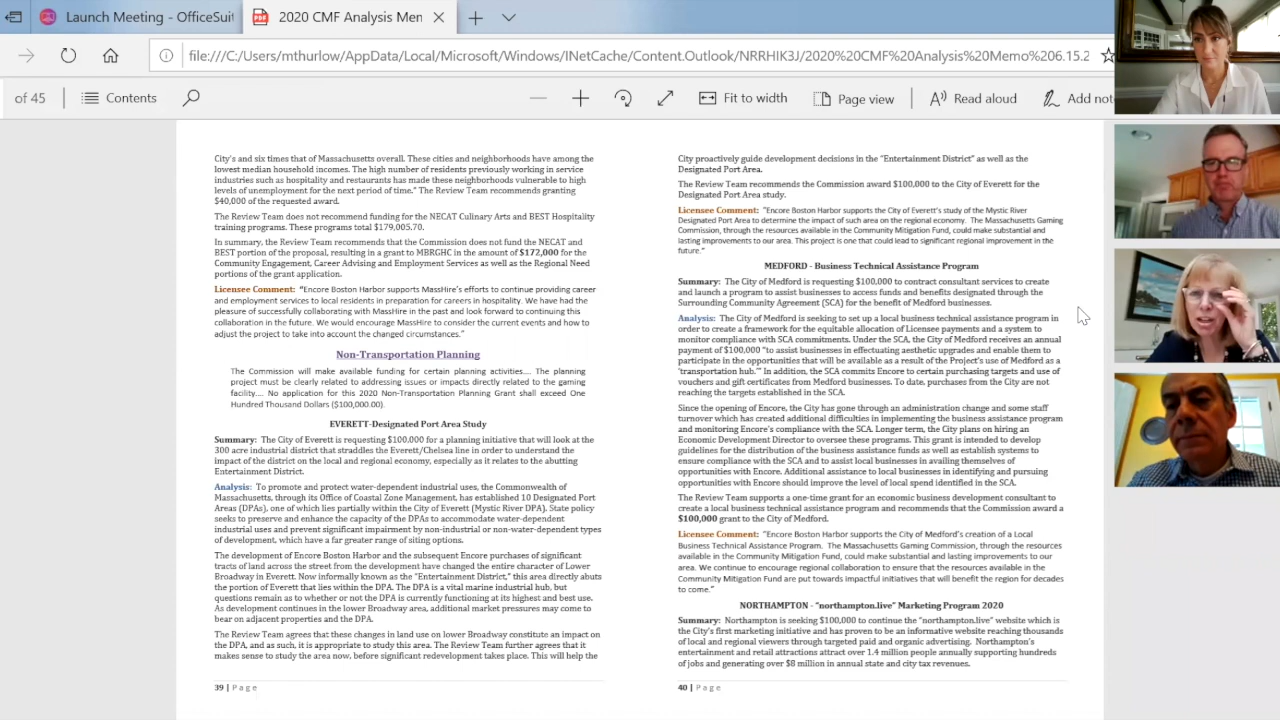 Launch Meeting - OfficeSuit
2020 CMF Analysis Mem
file:///C:/Users/mthurlow/AppData/Local/Microsoft/Windows/INetCache/Content.Outlook/NRRHIK3J/2020%20CMF%20Analysis%20Memo%206.15.2
of 45
Contents
Fit to width
Page view
Read aloud
Add note
City's and six times that of Massachusetts overall. These cities and neighborhoods have among the
lowest median household incomes. The high number of residents previously working in service
industries such as hospitality and restaurants has made these neighborhoods vulnerable to high
levels of unemployment for the next period of time." The Review Team recommends granting
$40,000 of the requested award.
The Review Team does not recommend funding for the NECAT Culinary Arts and BEST Hospitality
training programs. These programs total $179,005.70.
In summary, the Review Team recommends that the Commission does not fund the NECAT and
BEST portion of the proposal, resulting in a grant to MBRGHC in the amount of $172,000 for the
Community Engagement, Career Advising and Employment Services as well as the Regional Need
portions of the grant application.
Licensee Comment: "Encore Boston Harbor supports MassHire's efforts to continue providing career
and employment services to local residents in preparation for careers in hospitality. We have had the
pleasure of successfully collaborating with MassHire in the past and look forward to continuing this
collaboration in the future. We would encourage MassHire to consider the current events and how to
adjust the project to take into account the changed circumstances."
Non-Transportation Planning
The Commission will make available funding for certain planning activities.... The planning
project must be clearly related to addressing issues or impacts directly related to the gaming
facility.... No application for this 2020 Non-Transportation Planning Grant shall exceed One
Hundred Thousand Dollars ($100,000.00).
EVERETT-Designated Port Area Study
Summary: The City of Everett is requesting $100,000 for a planning initiative that will look at the
300 acre industrial district that straddles the Everett/Chelsea line in order to understand the
impact of the district on the local and regional economy, especially as it relates to the abutting
Entertainment District.
Analysis: To promote and protect water-dependent industrial uses, the Commonwealth of
Massachusetts, through its Office of Coastal Zone Management, has established 10 Designated Port
Areas (DPAs), one of which lies partially within the City of Everett (Mystic River DPA). State policy
seeks to preserve and enhance the capacity of the DPAs to accommodate water-dependent
industrial uses and prevent significant impairment by non-industrial or non-water-dependent types
of development, which have a far greater range of siting options.
The development of Encore Boston Harbor and the subsequent Encore purchases of significant
tracts of land across the street from the development have changed the entire character of Lower
Broadway in Everett. Now informally known as the "Entertainment District," this area directly abuts
the portion of Everett that lies within the DPA. The DPA is a vital marine industrial hub, but
questions remain as to whether or not the DPA is currently functioning at its highest and best use.
As development continues in the lower Broadway area, additional market pressures may come to
bear on adjacent properties and the DPA.
The Review Team agrees that these changes in land use on lower Broadway constitute an impact on
the DPA, and as such, it is appropriate to study this area. The Review Team further agrees that it
makes sense to study the area now, before significant redevelopment takes place. This will help the
39 | Page
City proactively guide development decisions in the "Entertainment District" as well as the
Designated Port Area.
The Review Team recommends the Commission award $100,000 to the City of Everett for the
Designated Port Area study.
Licensee Comment: "Encore Boston Harbor supports the City of Everett's study of the Mystic River
Designated Port Area to determine the impact of such area on the regional economy. The Massachusetts Gaming
Commission, through the resources available in the Community Mitigation Fund, could make substantial and
lasting improvements to our area. This project is one that could lead to significant regional improvement in the
future."
MEDFORD - Business Technical Assistance Program
Summary: The City of Medford is requesting $100,000 to contract consultant services to create
and launch a program to assist businesses to access funds and benefits designated through the
Surrounding Community Agreement (SCA) for the benefit of Medford businesses.
Analysis: The City of Medford is seeking to set up a local business technical assistance program in
order to create a framework for the equitable allocation of Licensee payments and a system to
monitor compliance with SCA commitments. Under the SCA, the City of Medford receives an annual
payment of $100,000 "to assist businesses in effectuating aesthetic upgrades and enable them to
participate in the opportunities that will be available as a result of the Project's use of Medford as a
'transportation hub.'" In addition, the SCA commits Encore to certain purchasing targets and use of
vouchers and gift certificates from Medford businesses. To date, purchases from the City are not
reaching the targets established in the SCA.
Since the opening of Encore, the City has gone through an administration change and some staff
turnover which has created additional difficulties in implementing the business assistance program
and monitoring Encore's compliance with the SCA. Longer term, the City plans on hiring an
Economic Development Director to oversee these programs. This grant is intended to develop
guidelines for the distribution of the business assistance funds as well as establish systems to
ensure compliance with the SCA and to assist local businesses in availing themselves of
opportunities with Encore. Additional assistance to local businesses in identifying and pursuing
opportunities with Encore should improve the level of local spend identified in the SCA.
The Review Team supports a one-time grant for an economic business development consultant to
create a local business technical assistance program and recommends that the Commission award a
$100,000 grant to the City of Medford.
Licensee Comment: "Encore Boston Harbor supports the City of Medford's creation of a Local
Business Technical Assistance Program. The Massachusetts Gaming Commission, through the resources
available in the Community Mitigation Fund, could make substantial and lasting improvements to our
area. We continue to encourage regional collaboration to ensure that the resources available in the
Community Mitigation Fund are put towards impactful initiatives that will benefit the region for decades
to come."
NORTHAMPTON - "northampton.live" Marketing Program 2020
Summary: Northampton is seeking $100,000 to continue the "northampton.live" website which is
the City's first marketing initiative and has proven to be an informative website reaching thousands
of local and regional viewers through targeted paid and organic advertising. Northampton's
entertainment and retail attractions attract over 1.4 million people annually supporting hundreds
of jobs and generating over $8 million in annual state and city tax revenues.
40 | Page